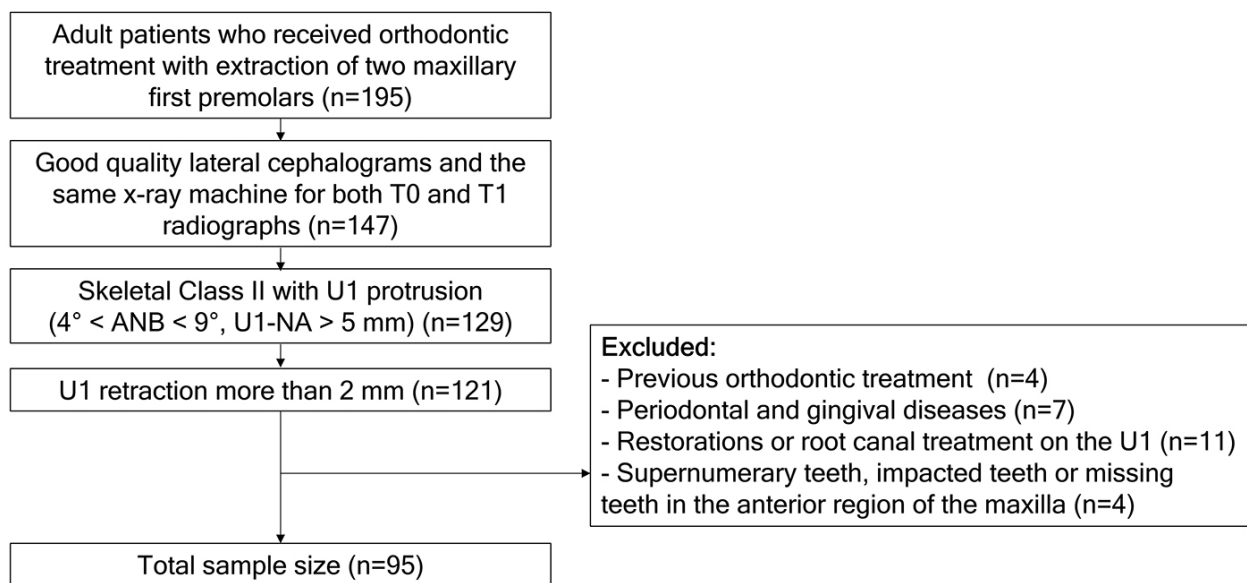 Adult patients who received orthodontic
treatment with extraction of two maxillary
first premolars (n=195)
Good quality lateral cephalograms and the
same x-ray machine for both T0 and T1
radiographs (n=147)
Skeletal Class II with U1 protrusion
(4° < ANB < 9°, U1-NA > 5 mm) (n=129)
U1 retraction more than 2 mm (n=121)
Excluded:
- Previous orthodontic treatment (n=4)
- Periodontal and gingival diseases (n=7)
- Restorations or root canal treatment on the U1 (n=11)
- Supernumerary teeth, impacted teeth or missing
teeth in the anterior region of the maxilla (n=4)
Total sample size (n=95)